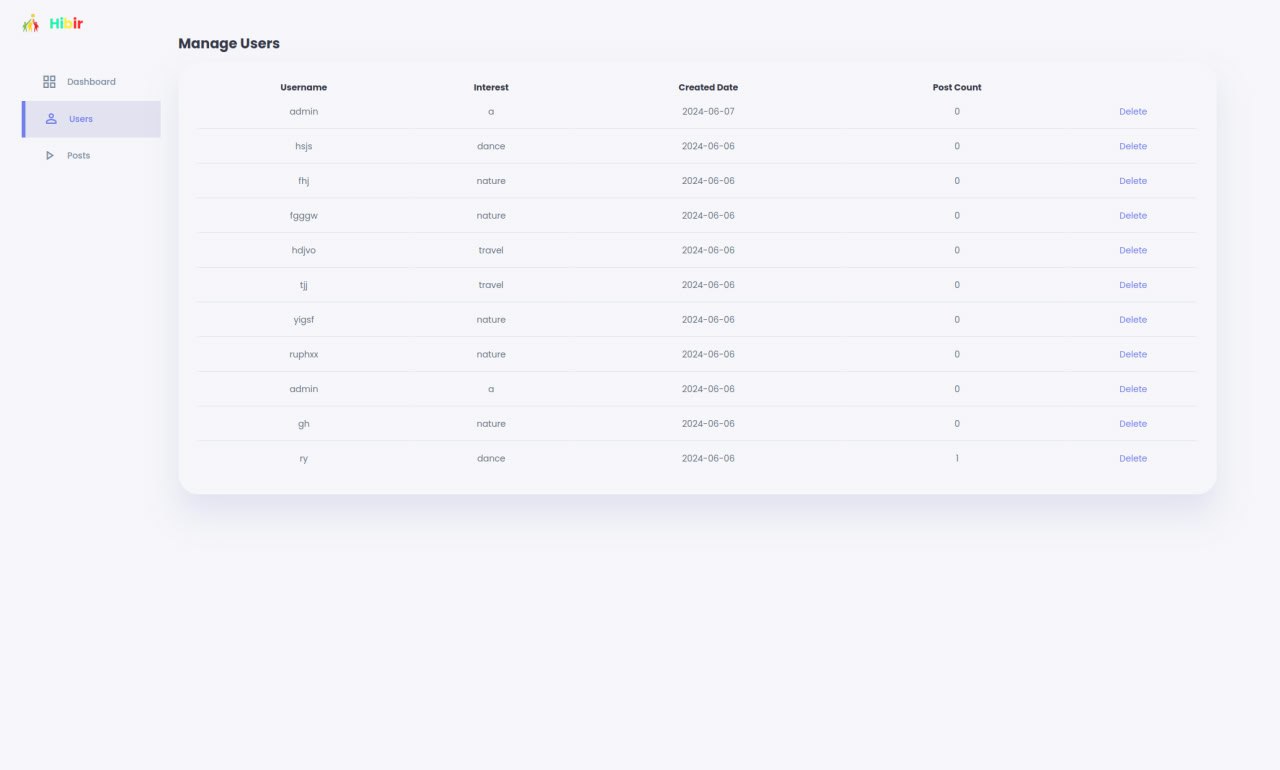 Hibir
Manage Users
Dashboard
Users
Posts
Username Interest Created Date Post Count
admin a 2024-06-07 0 Delete
hsjs dance 2024-06-06 0 Delete
fhj nature 2024-06-06 0 Delete
fgggw nature 2024-06-06 0 Delete
hdjvo travel 2024-06-06 0 Delete
tjj travel 2024-06-06 0 Delete
yigsf nature 2024-06-06 0 Delete
ruphxx nature 2024-06-06 0 Delete
admin a 2024-06-06 0 Delete
gh nature 2024-06-06 0 Delete
ry dance 2024-06-06 1 Delete